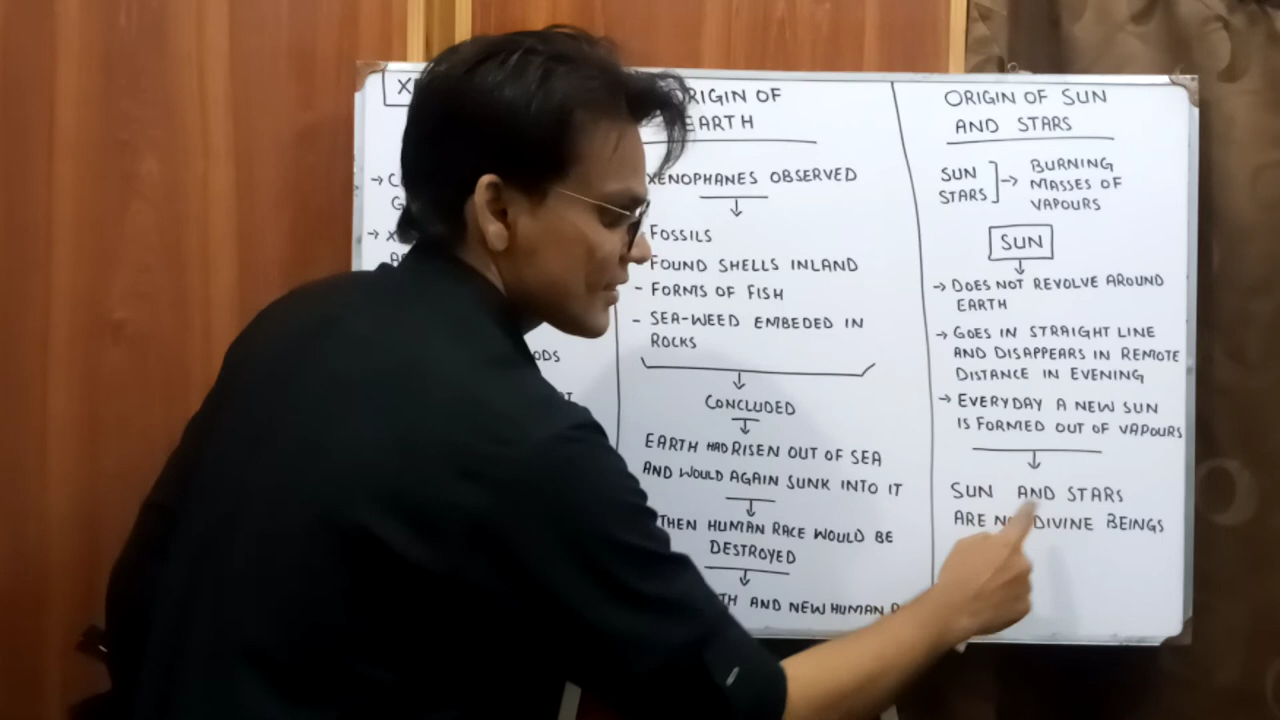 ORIGIN OF
EARTH
XENOPHANES OBSERVED
FOSSILS
FOUND SHELLS INLAND
- FORMS OF FISH
- SEA-WEED EMBEDED IN
ROCKS
CONCLUDED
EARTH HAD RISEN OUT OF SEA
AND WOULD AGAIN SUNK INTO IT
THEN HUMAN RACE WOULD BE
DESTROYED
AND NEW HUMAN
ORIGIN OF SUN
AND STARS
SUN
STARS
→ BURNING
MASSES OF
VAPOURS
SUN
→ DOES NOT REVOLVE AROUND
EARTH
→ GOES IN STRAIGHT LINE
AND DISAPPEARS IN REMOTE
DISTANCE IN EVENING
→ EVERYDAY A NEW SUN
IS FORMED OUT OF VAPOURS
SUN AND STARS
ARE DIVINE BEINGS